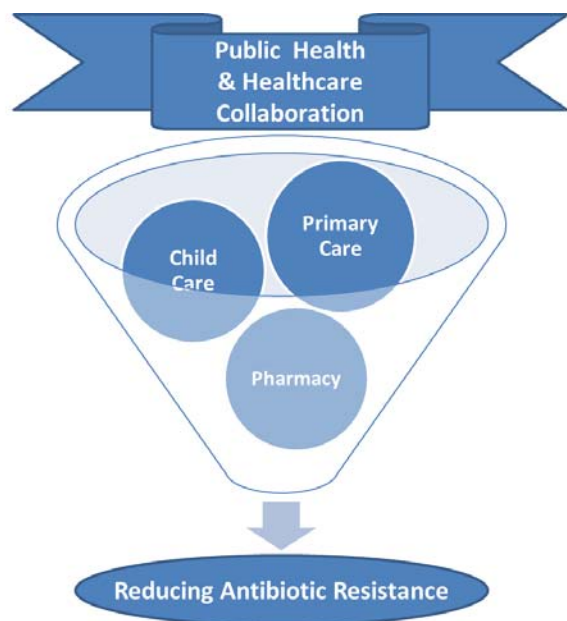 Public Health
& Healthcare
Collaboration
Primary
Care
Child
Care
Pharmacy
Reducing Antibiotic Resistance